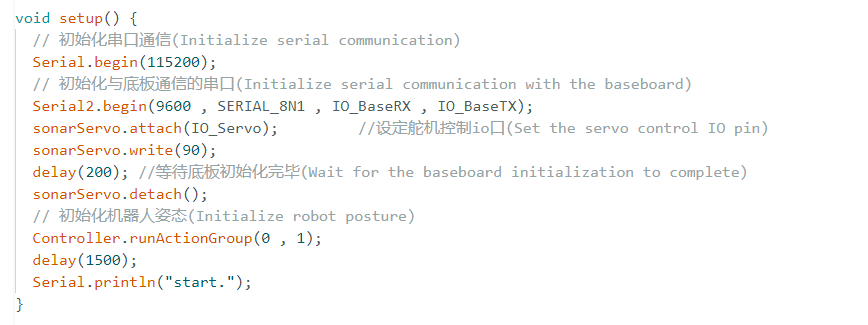 void setup() {
// 初始化串口通信(Initialize serial communication)
Serial.begin(115200);
// 初始化与底板通信的串口(Initialize serial communication with the baseboard)
Serial2.begin(9600 , SERIAL_8N1 , IO_BaseRX , IO_BaseTX);
sonarServo.attach(IO_Servo);          //设定舵机控制io口(Set the servo control IO pin)
sonarServo.write(90);
delay(200); //等待底板初始化完毕(Wait for the baseboard initialization to complete)
sonarServo.detach();
// 初始化机器人姿态(Initialize robot posture)
Controller.runActionGroup(0 , 1);
delay(1500);
Serial.println("start.");
}